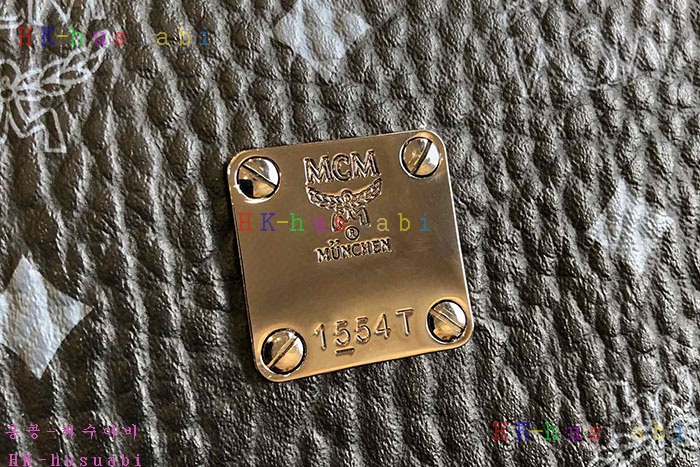 HK-hus abi
MCM
HK-hus abi
®
MÜNCHEN
1554T
홍콩-허수아비
HK-hus abi
HK-husuabi